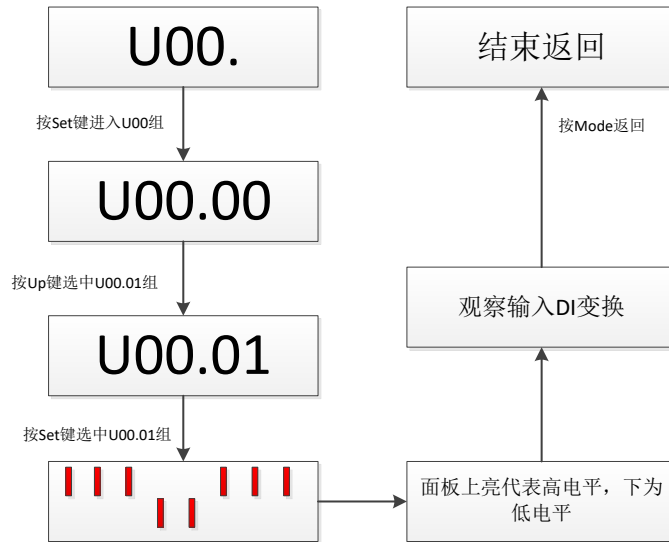 U00.
按Set键进入U00组
U00.00
按Up键选中U00.01组
U00.01
按Set键选中U00.01组
面板上亮代表高电平，下为
低电平
观察输入DI变换
按Mode返回
结束返回